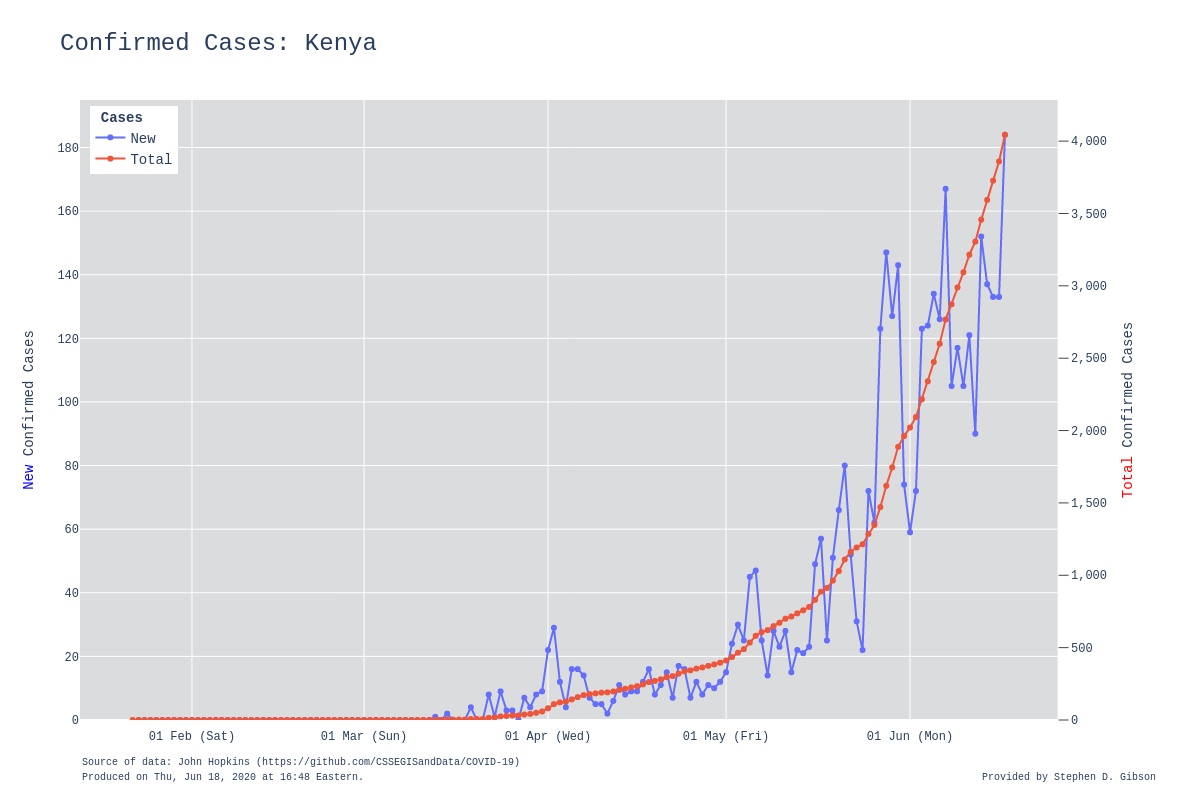 Confirmed Cases: Kenya
Cases
New
Total
180
160
140
120
100
80
60
40
20
0
4,000
3,500
3,000
2,500
2,000
1,500
1,000
500
0
New Confirmed Cases
Total Confirmed Cases
01 Feb (Sat)
01 Mar (Sun)
01 Apr (Wed)
01 May (Fri)
01 Jun (Mon)
Source of data: John Hopkins (https://github.com/CSSEGISandData/COVID-19)
Produced on Thu, Jun 18, 2020 at 16:48 Eastern.
Provided by Stephen D. Gibson